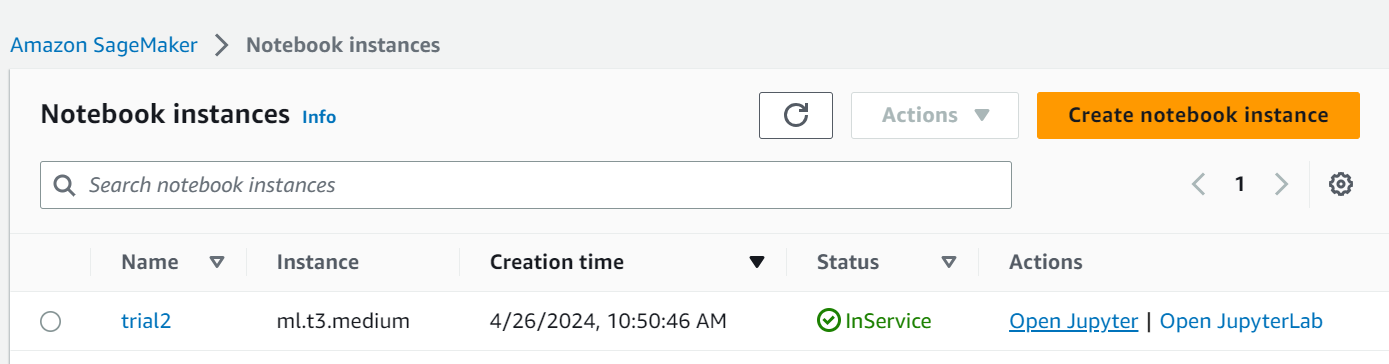 Amazon SageMaker > Notebook instances
Notebook instances Info Actions Create notebook instance
Search notebook instances 1
Name Instance Creation time Status Actions
trial2 ml.t3.medium 4/26/2024, 10:50:46 AM InService Open Jupyter | Open JupyterLab